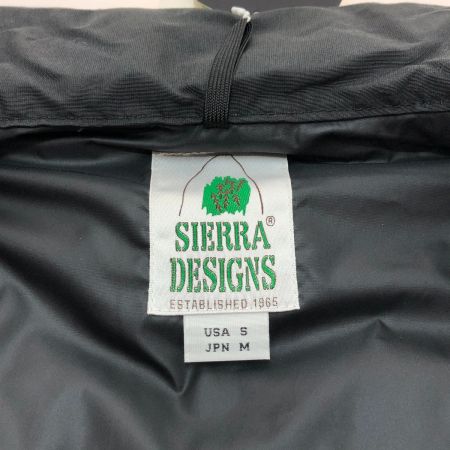 SIERRA®
DESIGNS
ESTABLISHED 1965
USA S
JPN M